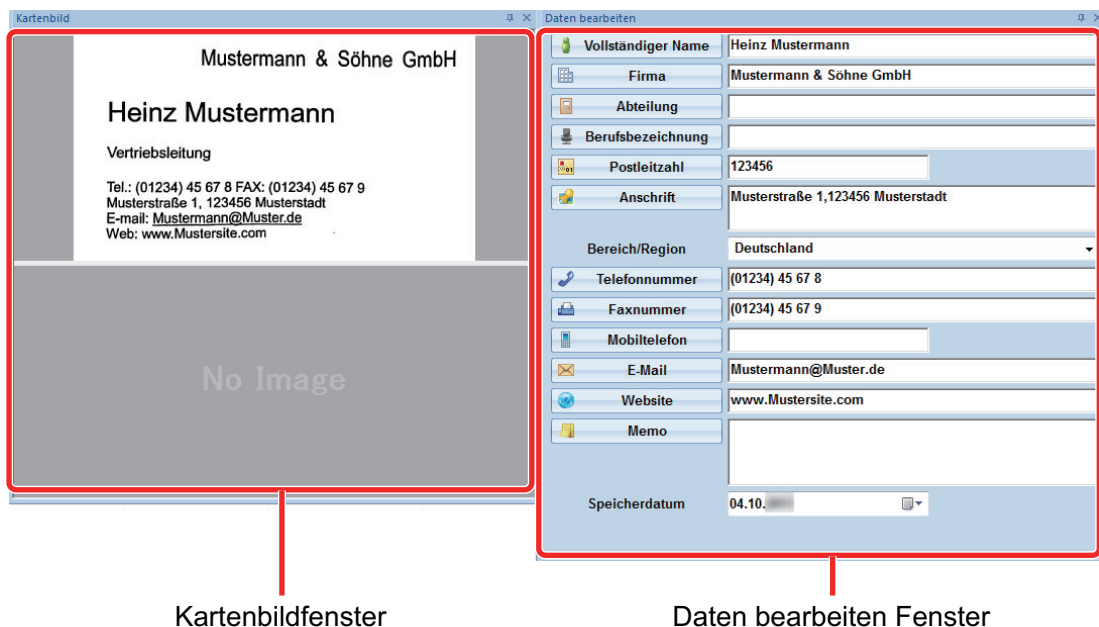 Kartenbild
Mustermann & Söhne GmbH
Heinz Mustermann
Vertriebsleitung
Tel.: (01234) 45 67 8 FAX: (01234) 45 67 9
Musterstraße 1, 123456 Musterstadt
E-mail: Mustermann@Muster.de
Web: www.Mustersite.com
No Image
Kartenbildfenster
Daten bearbeiten
Vollständiger Name Heinz Mustermann
Firma Mustermann & Söhne GmbH
Abteilung
Berufsbezeichnung
Postleitzahl 123456
Anschrift Musterstraße 1,123456 Musterstadt
Bereich/Region Deutschland
Telefonnummer (01234) 45 67 8
Faxnummer (01234) 45 67 9
Mobiltelefon
E-Mail Mustermann@Muster.de
Website www.Mustersite.com
Memo
Speicherdatum 04.10.
Daten bearbeiten Fenster